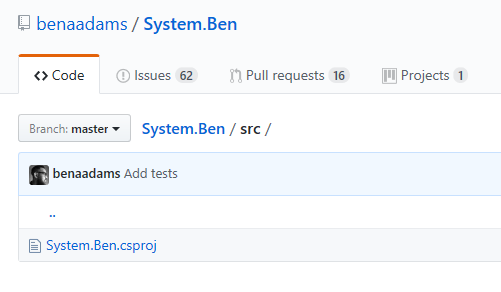 benaadams / System.Ben
<> Code Issues 62 Pull requests 16 Projects 1
Branch: master System.Ben / src /
benaadams Add tests
..
System.Ben.csproj